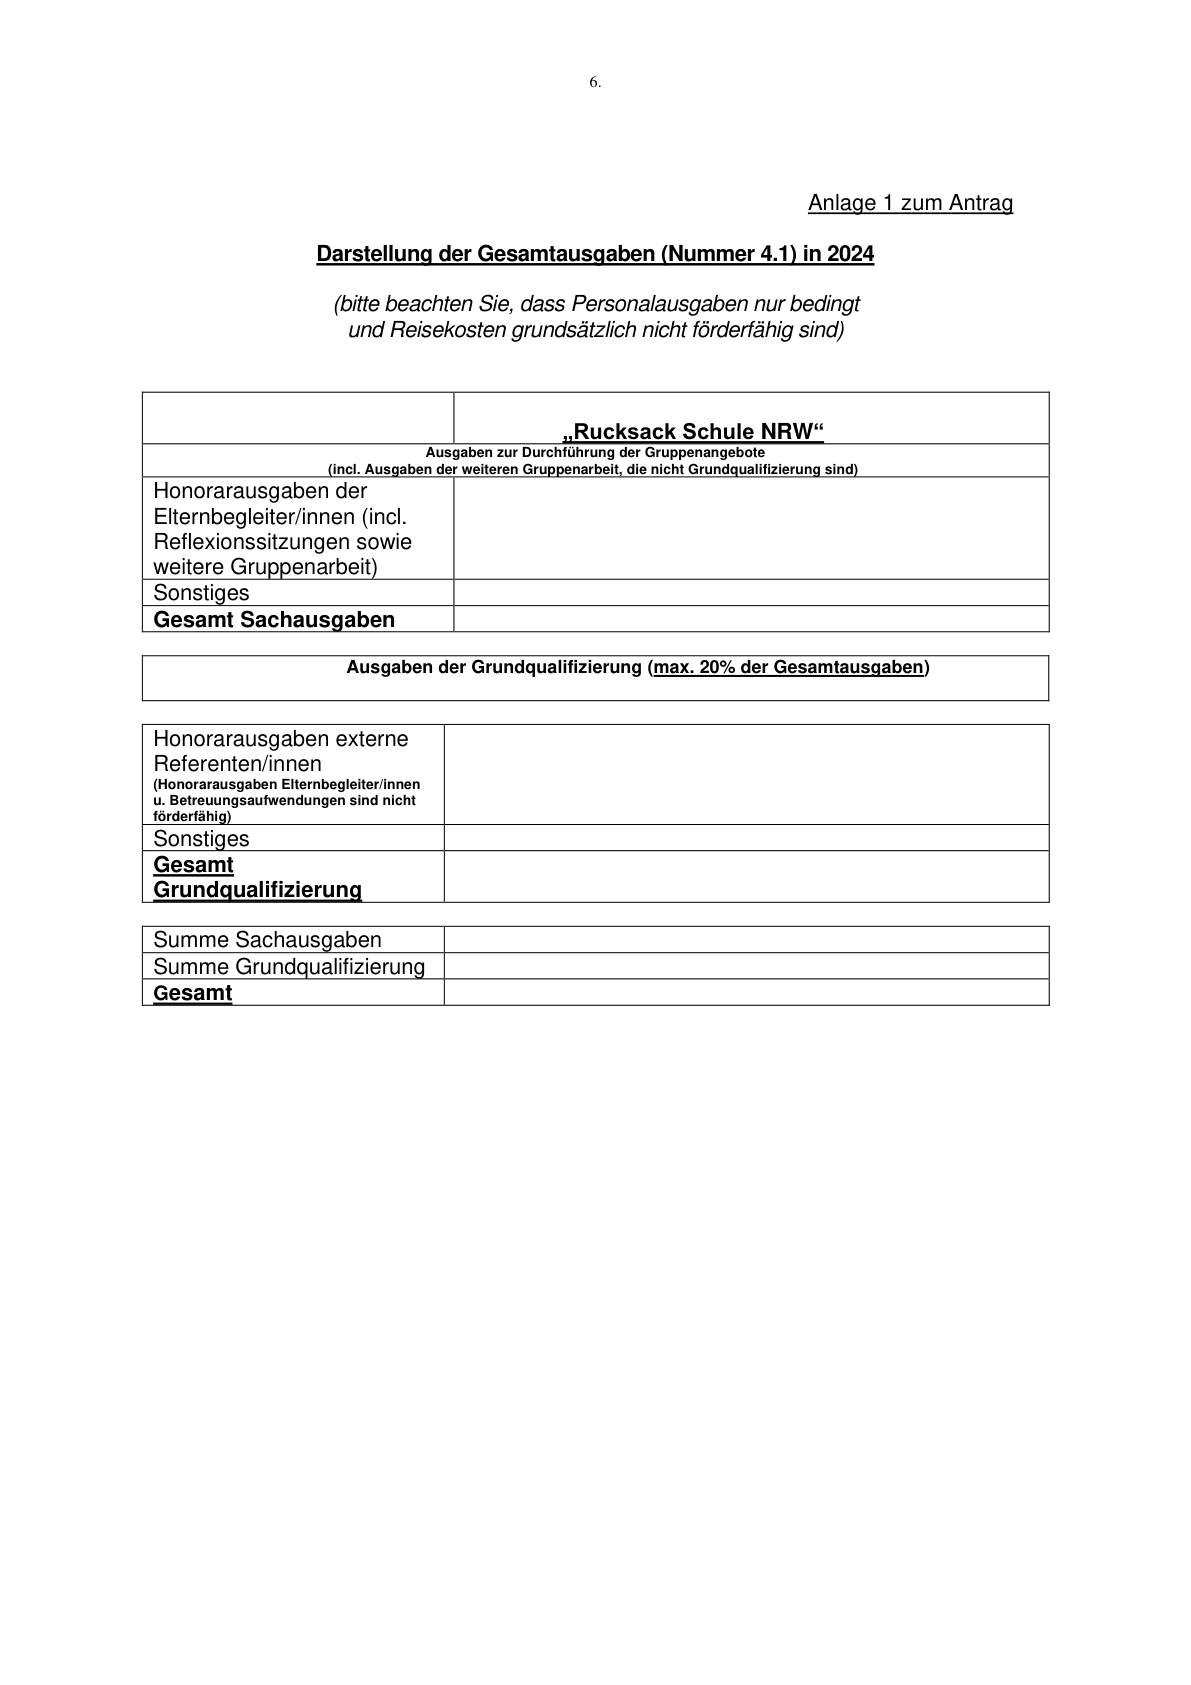 6.
Anlage 1 zum Antrag
Darstellung der Gesamtausgaben (Nummer 4.1) in 2024
(bitte beachten Sie, dass Personalausgaben nur bedingt
und Reisekosten grundsätzlich nicht förderfähig sind)
„Rucksack Schule NRW“
Ausgaben zur Durchführung der Gruppenangebote
(incl. Ausgaben der weiteren Gruppenarbeit, die nicht Grundqualifizierung sind)
Honorarausgaben der
Elternbegleiter/innen (incl.
Reflexionssitzungen sowie
weitere Gruppenarbeit)
Sonstiges
Gesamt Sachausgaben
Ausgaben der Grundqualifizierung (max. 20% der Gesamtausgaben)
Honorarausgaben externe
Referenten/innen
(Honorarausgaben Elternbegleiter/innen
u. Betreuungsaufwendungen sind nicht
förderfähig)
Sonstiges
Gesamt
Grundqualifizierung
Summe Sachausgaben
Summe Grundqualifizierung
Gesamt